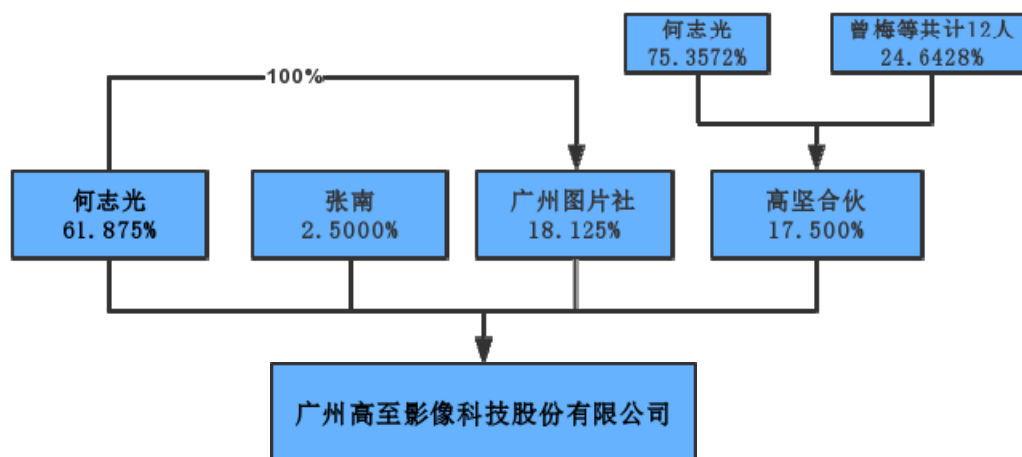 何志光
75.3572%
曾梅等共计12人
24.6428%
100%
何志光
61.875%
张南
2.5000%
广州图片社
18.125%
高坚合伙
17.500%
广州高至影像科技股份有限公司